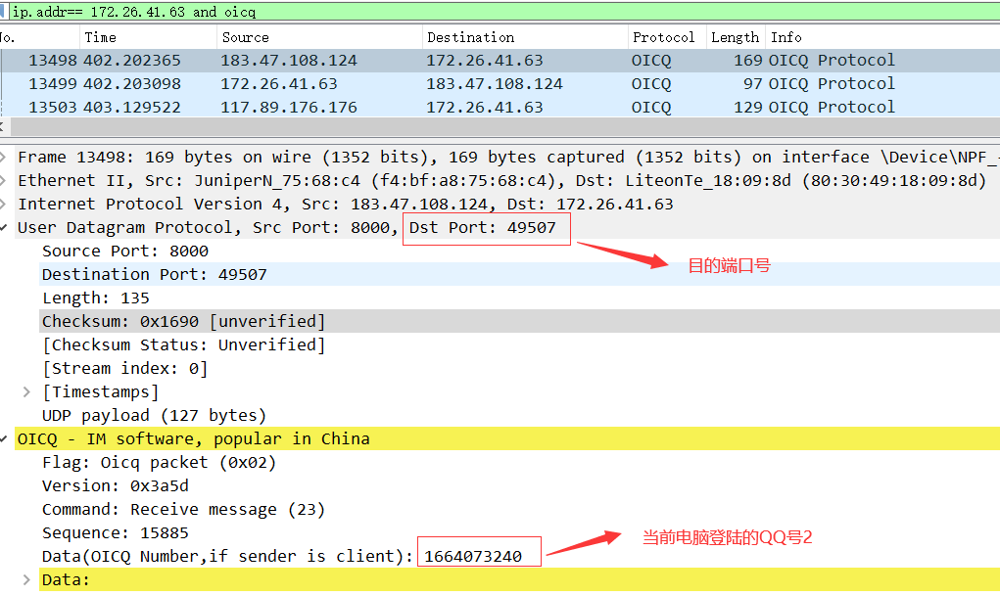 ip.addr== 172.26.41.63 and oicq
No. Time Source Destination Protocol Length Info
13498 402.202365 183.47.108.124 172.26.41.63 OICQ 169 OICQ Protocol
13499 402.203098 172.26.41.63 183.47.108.124 OICQ 97 OICQ Protocol
13503 403.129522 117.89.176.176 172.26.41.63 OICQ 129 OICQ Protocol
Frame 13498: 169 bytes on wire (1352 bits), 169 bytes captured (1352 bits) on interface \Device\NPF_
Ethernet II, Src: JuniperN_75:68:c4 (f4:bf:a8:75:68:c4), Dst: LiteonTe_18:09:8d (80:30:49:18:09:8d)
Internet Protocol Version 4, Src: 183.47.108.124, Dst: 172.26.41.63
User Datagram Protocol, Src Port: 8000, Dst Port: 49507
Source Port: 8000
目的端口号
Destination Port: 49507
Length: 135
Checksum: 0x1690 [unverified]
[Checksum Status: Unverified]
[Stream index: 0]
[Timestamps]
UDP payload (127 bytes)
OICQ - IM software, popular in China
Flag: Oicq packet (0x02)
Version: 0x3a5d
Command: Receive message (23)
Sequence: 15885
当前电脑登陆的QQ号2
Data(OICQ Number,if sender is client): 1664073240
Data: